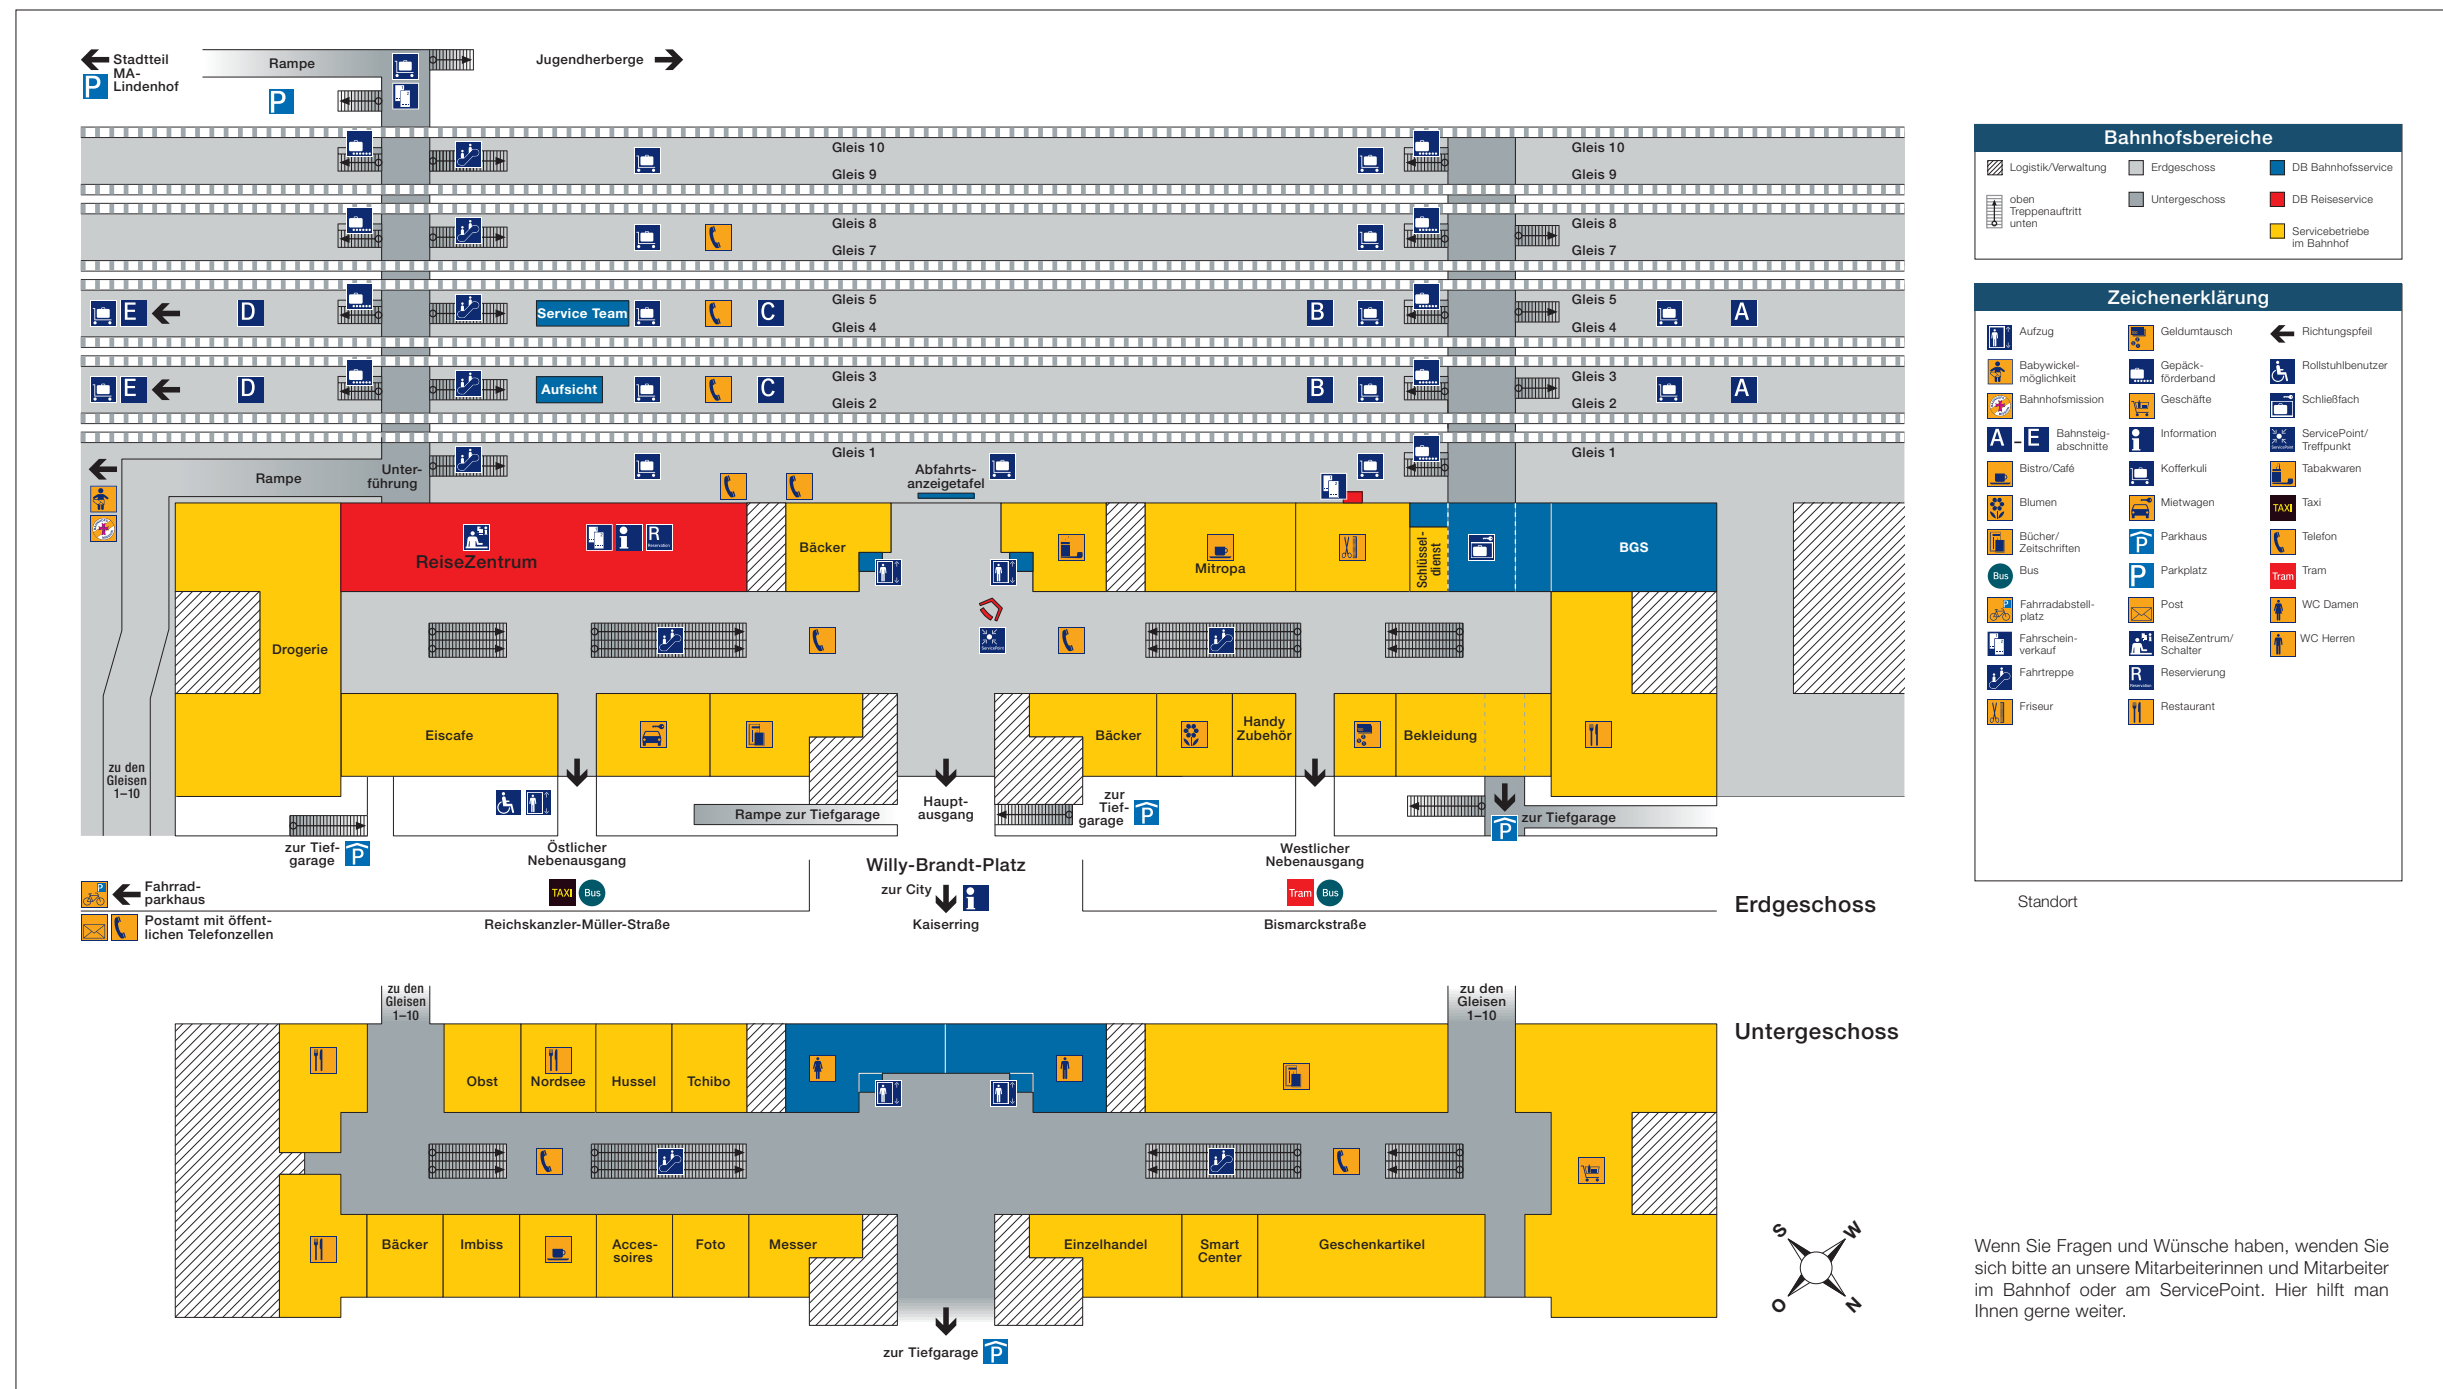 Stadtteil
MA-
Lindenhof
P
P
Rampe
Jugendherberge
Gleis 10
Gleis 10
Gleis 9
Gleis 9
Gleis 8
Gleis 8
Gleis 7
Gleis 7
Gleis 5
Gleis 5
E D Service Team C B A
Gleis 4
Gleis 4
Gleis 3
Gleis 3
E D Aufsicht C B A
Gleis 2
Gleis 2
Gleis 1
Gleis 1
Rampe
Unter-
führung
Abfahrts-
anzeigetafel
ReiseZentrum
R
Reservation
Bäcker
Mitropa
Schlüssel-
dienst
BGS
Drogerie
ServicePoint
Eiscafe
Bäcker
Handy
Zubehör
Bekleidung
zu den
Gleisen
1–10
Rampe zur Tiefgarage
Haupt-
ausgang
zur
Tief-
garage
P
zur Tiefgarage
P
zur Tief-
garage
P
Östlicher
Nebenausgang
Westlicher
Nebenausgang
Willy-Brandt-Platz
zur City
i
Kaiserring
Fahrrad-
parkhaus
Postamt mit öffent-
lichen Telefonzellen
TAXI Bus
Reichskanzler-Müller-Straße
Tram Bus
Bismarckstraße
Erdgeschoss
zu den
Gleisen
1–10
zu den
Gleisen
1–10
Untergeschoss
Obst
Nordsee
Hussel
Tchibo
Bäcker
Imbiss
Acces-
soires
Foto
Messer
Einzelhandel
Smart
Center
Geschenkartikel
zur Tiefgarage
P
S
W
O
N
Bahnhofsbereiche
Logistik/Verwaltung
Erdgeschoss
DB Bahnhofsservice
oben
Treppenauftritt
unten
Untergeschoss
DB Reiseservice
Servicebetriebe
im Bahnhof
Zeichenerklärung
Aufzug
Geldumtausch
Richtungspfeil
Babywickel-
möglichkeit
Gepäck-
förderband
Rollstuhlbenutzer
Bahnhofsmission
Geschäfte
Schließfach
A – E
Bahnsteig-
abschnitte
Information
ServicePoint/
Treffpunkt
Bistro/Café
Kofferkuli
Tabakwaren
Blumen
Mietwagen
TAXI
Taxi
Bücher/
Zeitschriften
P
Parkhaus
Telefon
Bus
Bus
P
Parkplatz
Tram
Tram
Fahrradabstell-
platz
Post
WC Damen
Fahrschein-
verkauf
ReiseZentrum/
Schalter
WC Herren
Fahrtreppe
R
Reservation
Reservierung
Friseur
Restaurant
Standort
Wenn Sie Fragen und Wünsche haben, wenden Sie
sich bitte an unsere Mitarbeiterinnen und Mitarbeiter
im Bahnhof oder am ServicePoint. Hier hilft man
Ihnen gerne weiter.